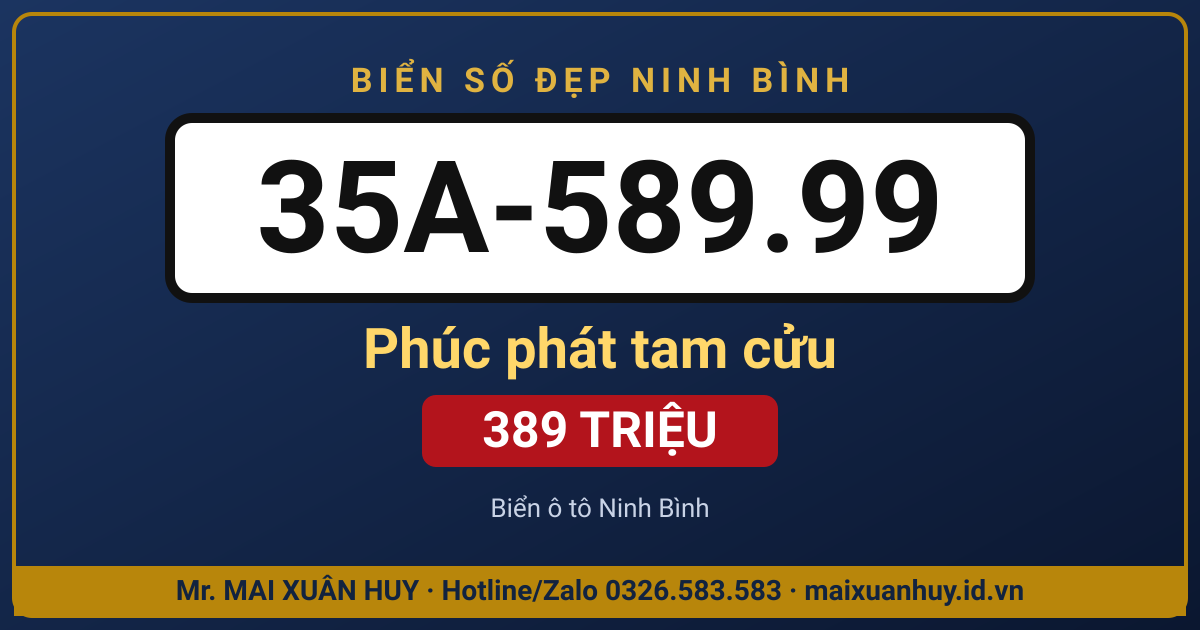 BIỂN SỐ ĐẸP NINH BÌNH
35A-589.99
Phúc phát tam cửu
389 TRIỆU
Biển ô tô Ninh Bình
Mr. MAI XUÂN HUY · Hotline/Zalo 0326.583.583 · maixuanhuy.id.vn